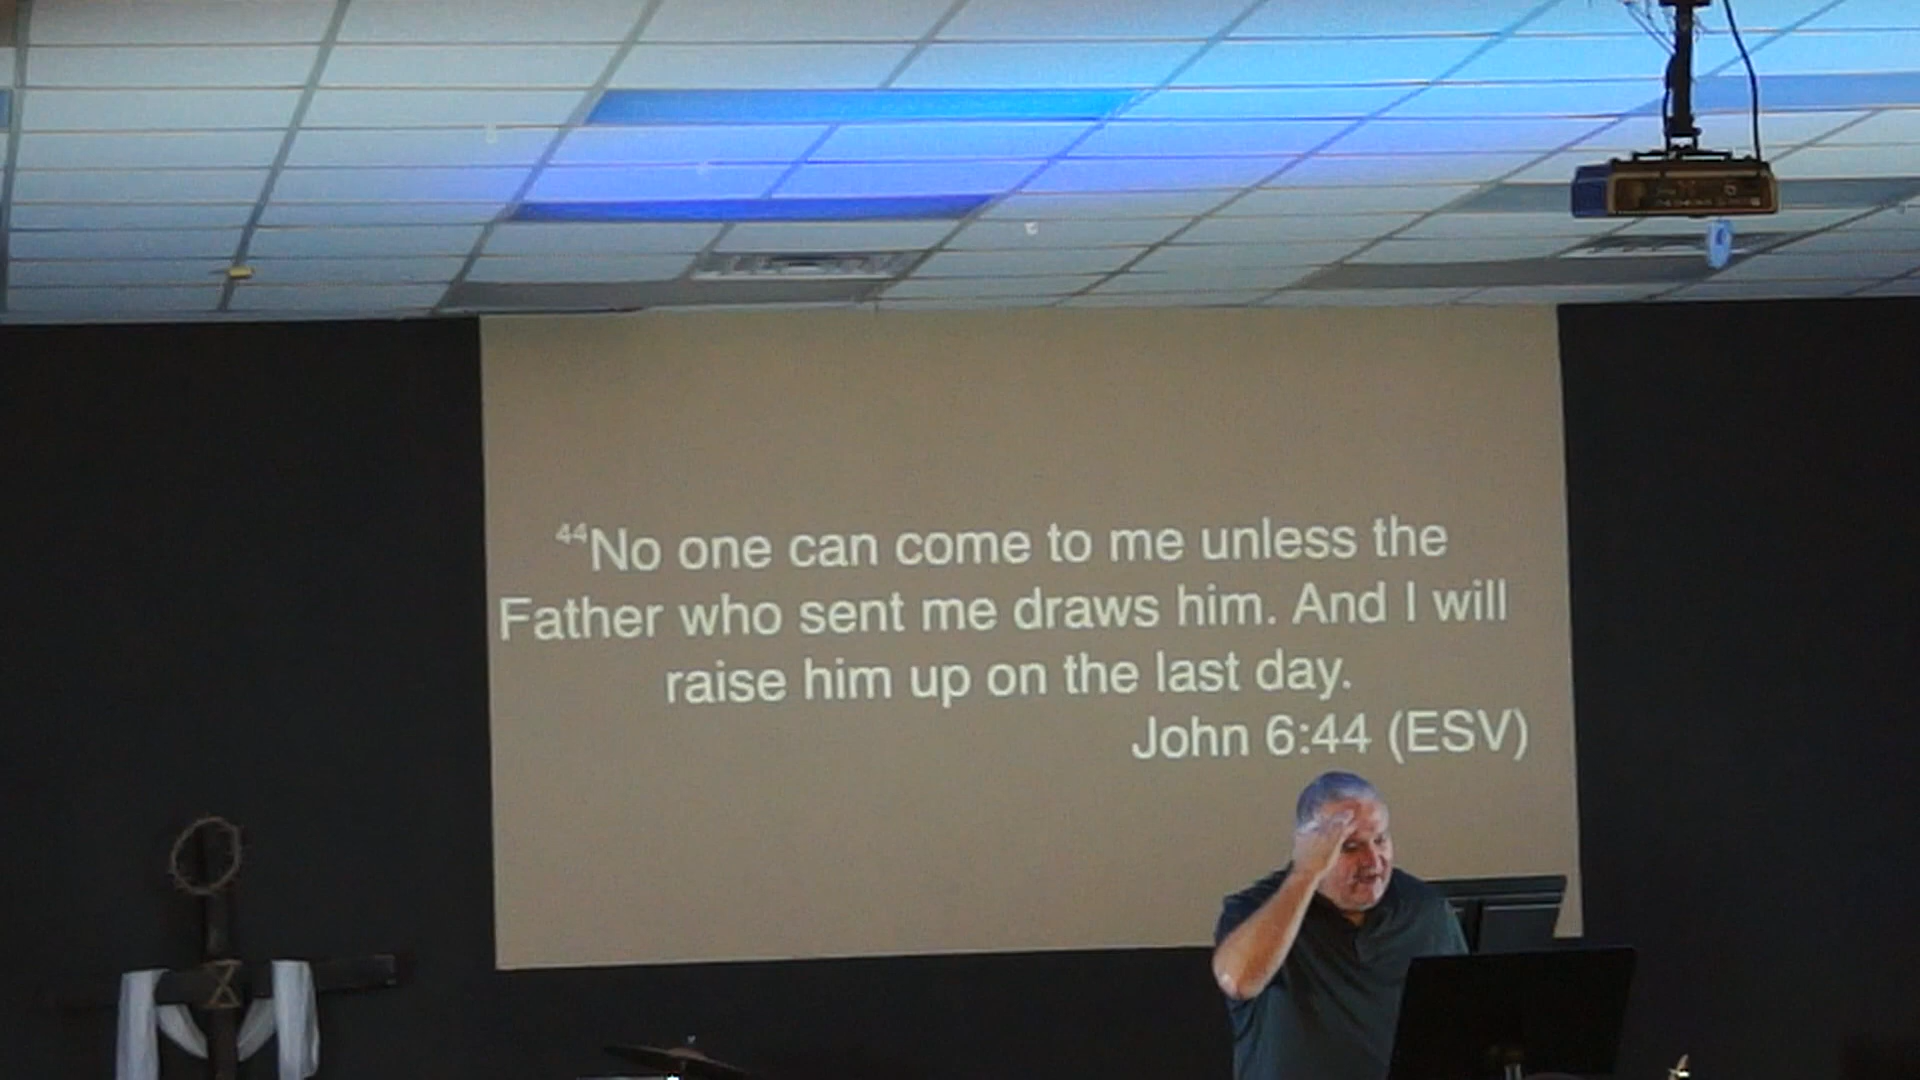 44No one can come to me unless the
Father who sent me draws him. And I will
raise him up on the last day.
John 6:44 (ESV)